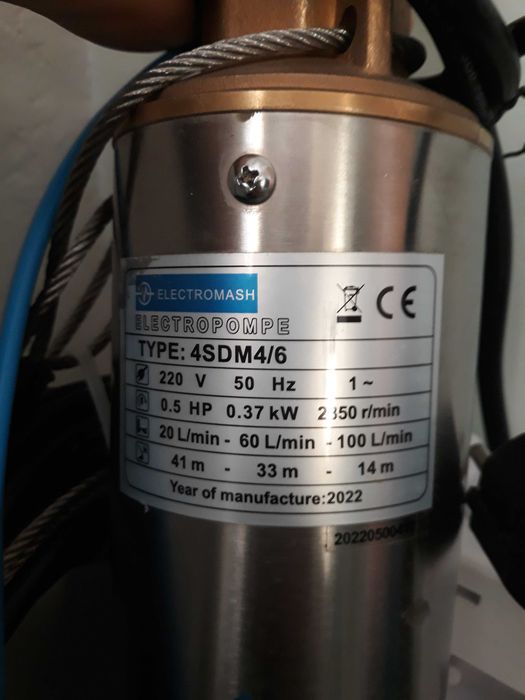 ELECTROMASH
ELECTROPOMPE
CE
TYPE: 4SDM4/6
220 V 50 Hz 1~
0.5 HP 0.37 kW 2850 r/min
20 L/min - 60 L/min - 100 L/min
41 m - 33 m - 14 m
Year of manufacture:2022